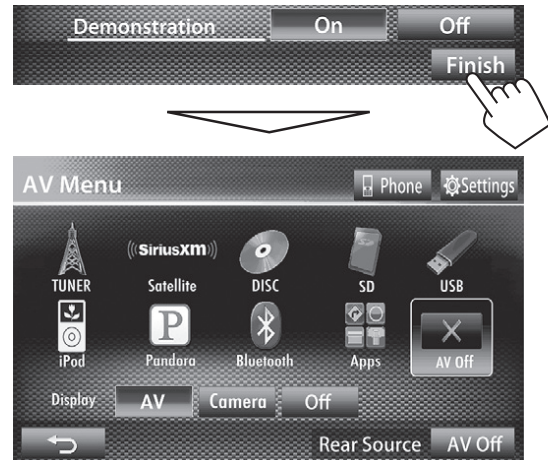 Demonstration On Off
Finish
AV Menu Phone Settings
((SiriusXm))
TUNER Satellite DISC SD USB
P
iPod Pandora Bluetooth Apps AV Off
Display AV Camera Off
Rear Source AV Off